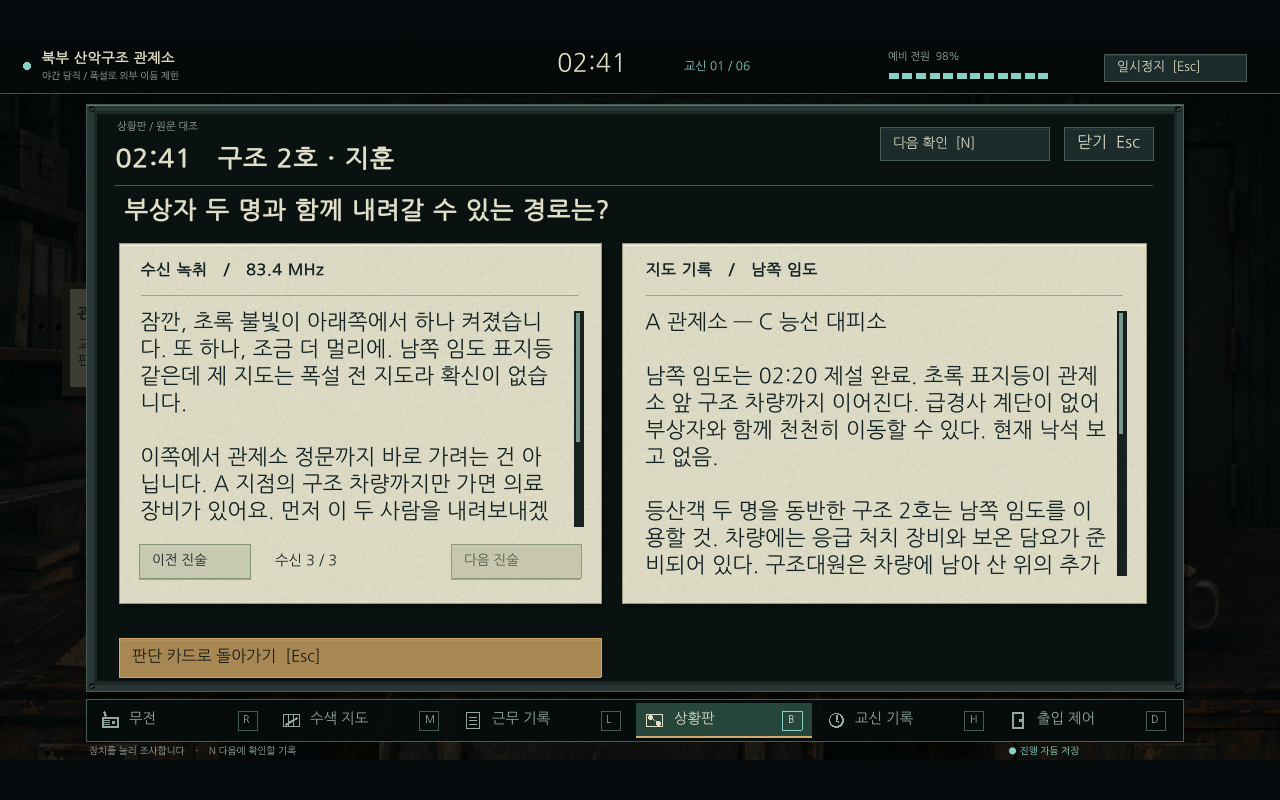 북부 산악구조 관제소
야간 당직 / 폭설로 외부 이동 제한
02:41
교신 01 / 06
예비 전원 98%
일시정지 [Esc]
상황판 / 원문 대조
02:41 구조 2호 · 지훈
다음 확인 [N]
닫기 Esc
부상자 두 명과 함께 내려갈 수 있는 경로는?
수신 녹취 / 83.4 MHz
잠깐, 초록 불빛이 아래쪽에서 하나 켜졌습니
다. 또 하나, 조금 더 멀리에. 남쪽 임도 표지등
같은데 제 지도는 폭설 전 지도라 확신이 없습
니다.
이쪽에서 관제소 정문까지 바로 가려는 건 아
닙니다. A 지점의 구조 차량까지만 가면 의료
장비가 있어요. 먼저 이 두 사람을 내려보내겠
이전 진술
수신 3 / 3
다음 진술
지도 기록 / 남쪽 임도
A 관제소 — C 능선 대피소
남쪽 임도는 02:20 제설 완료. 초록 표지등이 관제
소 앞 구조 차량까지 이어진다. 급경사 계단이 없어
부상자와 함께 천천히 이동할 수 있다. 현재 낙석 보
고 없음.
등산객 두 명을 동반한 구조 2호는 남쪽 임도를 이
용할 것. 차량에는 응급 처치 장비와 보온 담요가 준
비되어 있다. 구조대원은 차량에 남아 산 위의 추가
판단 카드로 돌아가기 [Esc]
무전 R
수색 지도 M
근무 기록 L
상황판 B
교신 기록 H
출입 제어 D
장치를 눌러 조사합니다 · N 다음에 확인할 기록
진행 자동 저장